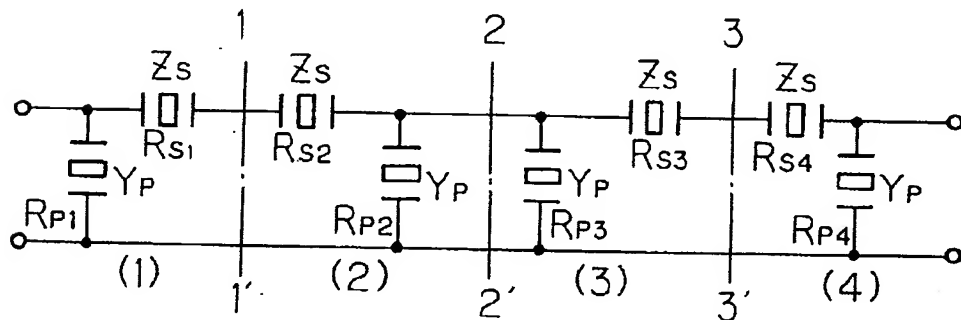 1 2 3
Zs Zs Zs Zs
Rs1 Rs2 Rs3 Rs4
YP YP YP YP
RP1 RP2 RP3 RP4
(1) (2) (3) (4)
1' 2' 3'